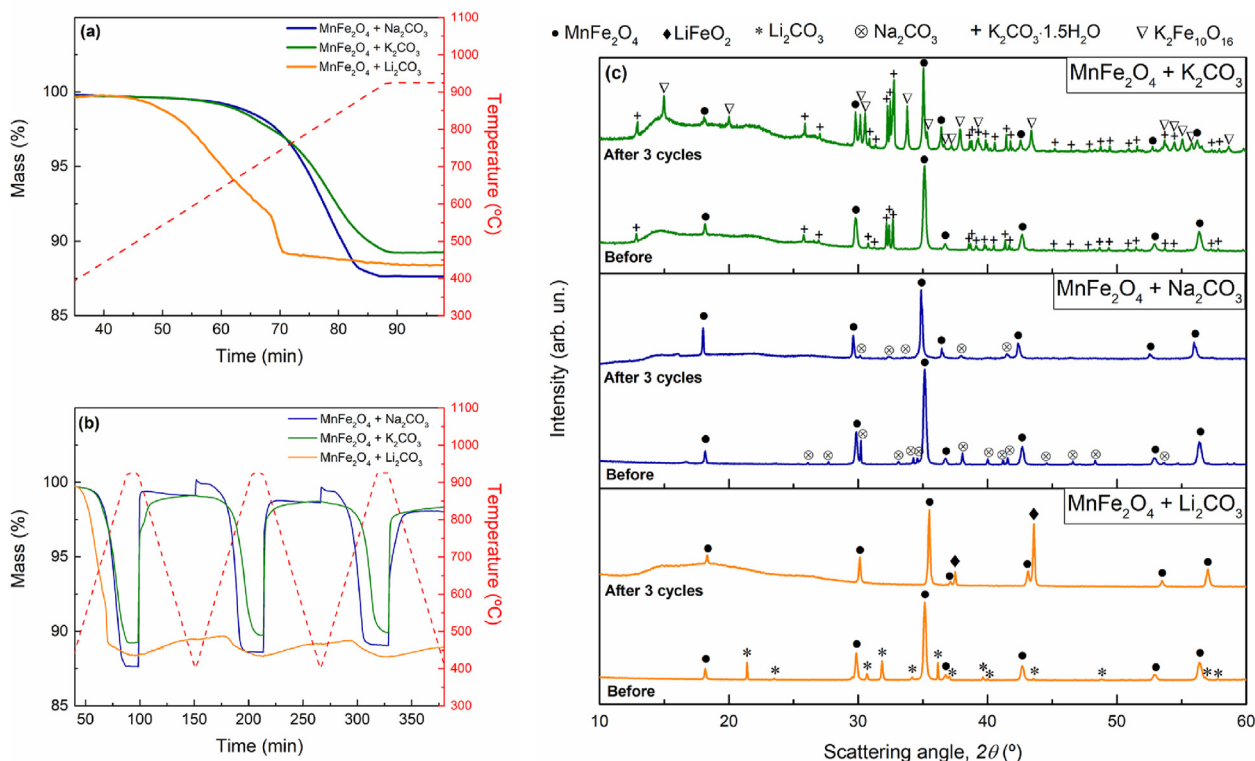 (a)
MnFe₂O₄ + Na₂CO₃
MnFe₂O₄ + K₂CO₃
MnFe₂O₄ + Li₂CO₃
Mass (%)
100
95
90
85
Temperature (ºC)
1100
1000
900
800
700
600
500
400
300
40 50 60 70 80 90
Time (min)
(b)
MnFe₂O₄ + Na₂CO₃
MnFe₂O₄ + K₂CO₃
MnFe₂O₄ + Li₂CO₃
Mass (%)
100
95
90
85
Temperature (ºC)
1100
1000
900
800
700
600
500
400
300
50 100 150 200 250 300 350
Time (min)
● MnFe₂O₄ ♦ LiFeO₂ * Li₂CO₃ ⊗ Na₂CO₃ + K₂CO₃·1.5H₂O ▽ K₂Fe₁₀O₁₆
(c)
MnFe₂O₄ + K₂CO₃
After 3 cycles
Before
MnFe₂O₄ + Na₂CO₃
After 3 cycles
Before
MnFe₂O₄ + Li₂CO₃
After 3 cycles
Before
Intensity (arb. un.)
10 20 30 40 50 60
Scattering angle, 2θ (º)